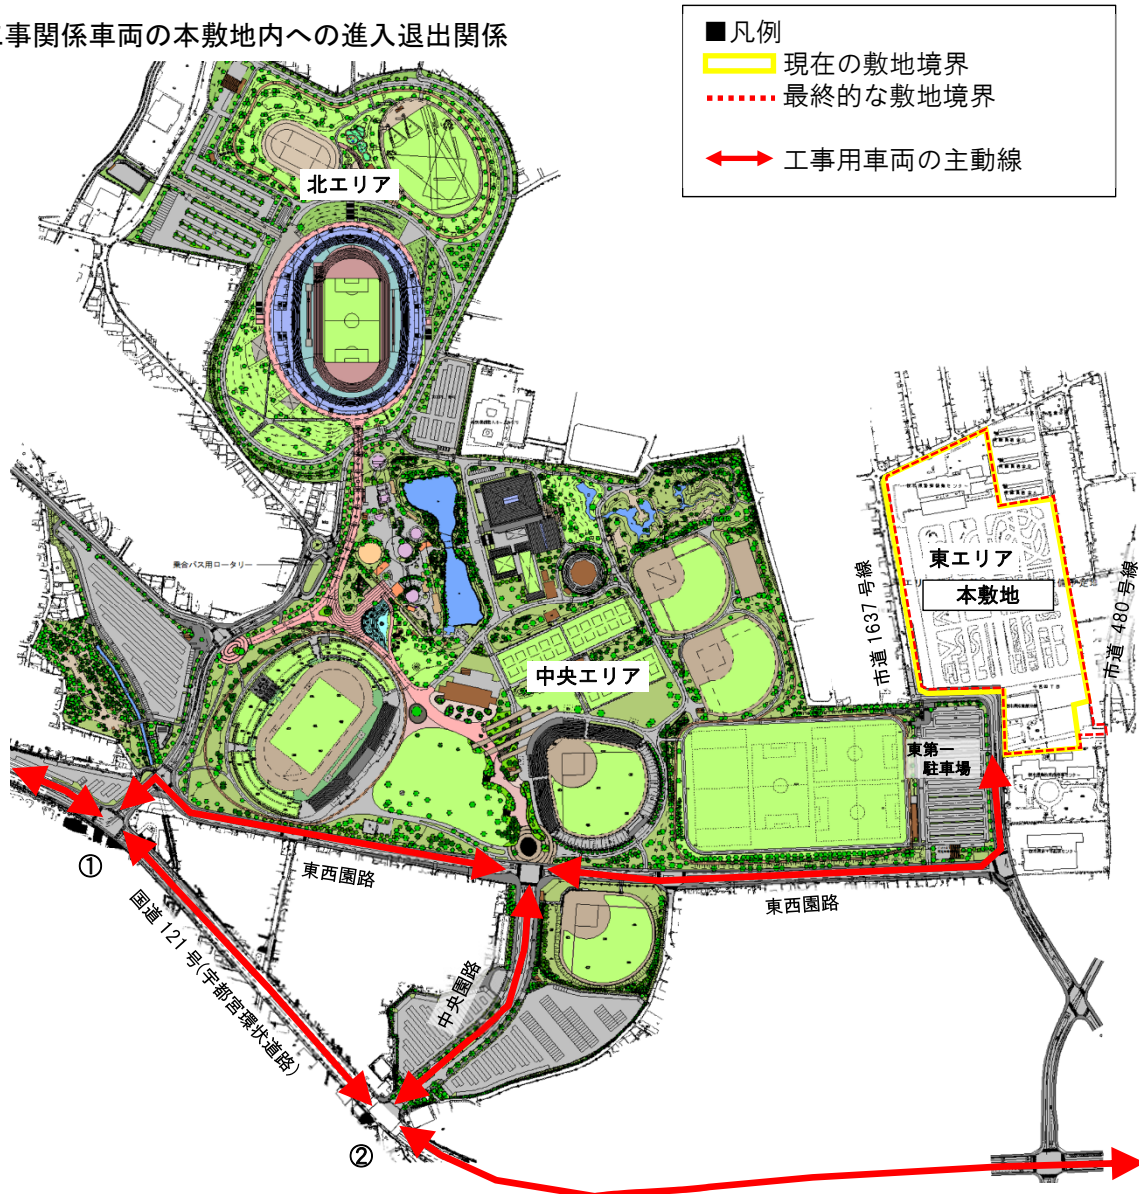 事関係車両の本敷地内への進入退出関係
■凡例
現在の敷地境界
最終的な敷地境界
工事用車両の主動線
北エリア
乗合バス用ロータリー
東エリア
本敷地
市道 1637 号線
市道 480 号線
中央エリア
東第一
駐車場
①
東西園路
東西園路
国道 121 号(宇都宮環状道路)
中央園路
②